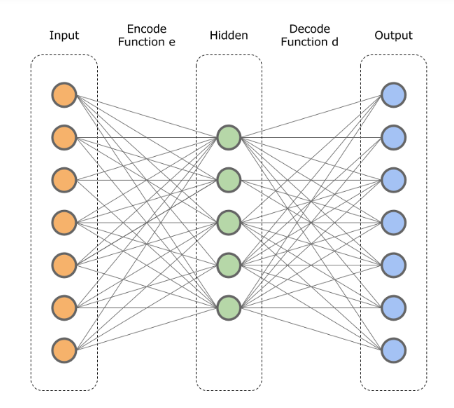 Input
Encode
Function e
Hidden
Decode
Function d
Output